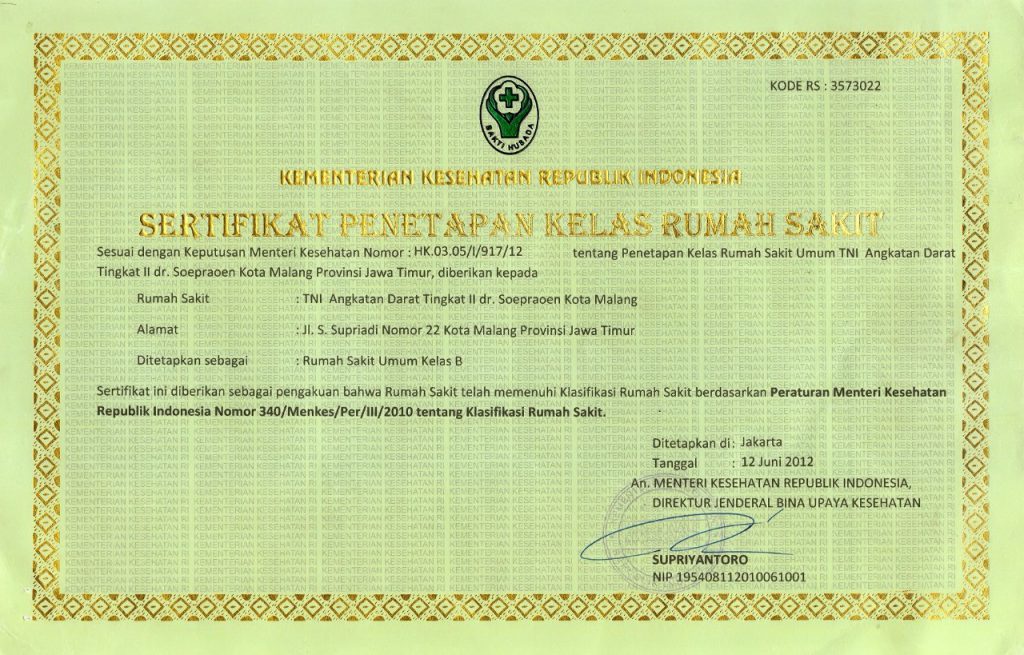 KODE RS : 3573022
BAKTI HUSADA
KEMENTERIAN KESEHATAN REPUBLIK INDONESIA
SERTIFIKAT PENETAPAN KELAS RUMAH SAKIT
Sesuai dengan Keputusan Menteri Kesehatan Nomor : HK.03.05/I/917/12 tentang Penetapan Kelas Rumah Sakit Umum TNI Angkatan Darat
Tingkat II dr. Soepraoen Kota Malang Provinsi Jawa Timur, diberikan kepada
Rumah Sakit : TNI Angkatan Darat Tingkat II dr. Soepraoen Kota Malang
Alamat : Jl. S. Supriadi Nomor 22 Kota Malang Provinsi Jawa Timur
Ditetapkan sebagai : Rumah Sakit Umum Kelas B
Sertifikat ini diberikan sebagai pengakuan bahwa Rumah Sakit telah memenuhi Klasifikasi Rumah Sakit berdasarkan Peraturan Menteri Kesehatan
Republik Indonesia Nomor 340/Menkes/Per/III/2010 tentang Klasifikasi Rumah Sakit.
Ditetapkan di : Jakarta
Tanggal : 12 Juni 2012
An. MENTERI KESEHATAN REPUBLIK INDONESIA,
DIREKTUR JENDERAL BINA UPAYA KESEHATAN
SUPRIYANTORO
NIP 195408112010061001